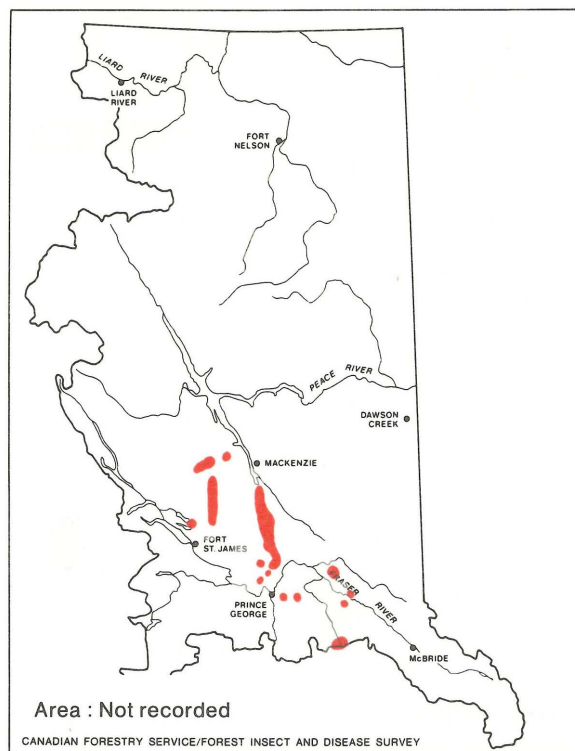 LIARD RIVER
LIARD
RIVER
FORT
NELSON
PEACE RIVER
DAWSON
CREEK
MACKENZIE
FORT
ST. JAMES
FRASER RIVER
PRINCE
GEORGE
McBRIDE
Area : Not recorded
CANADIAN FORESTRY SERVICE/FOREST INSECT AND DISEASE SURVEY